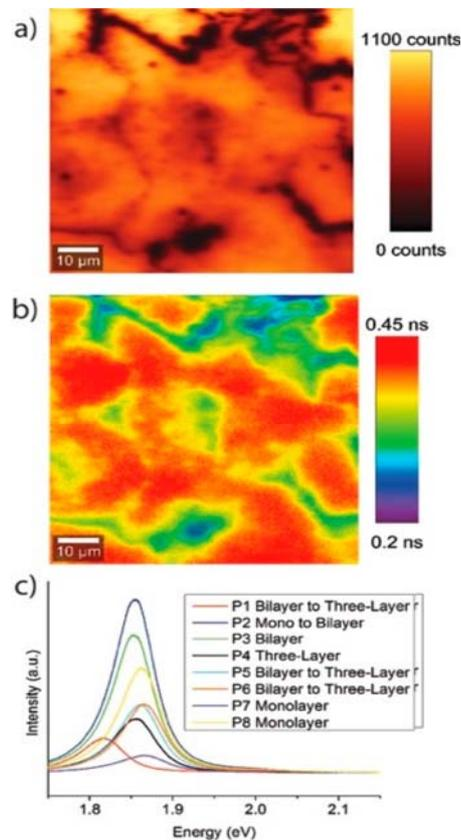 a)
1100 counts
0 counts
10 µm
b)
0.45 ns
0.2 ns
10 µm
c)
Intensity (a.u.)
P1 Bilayer to Three-Layer
P2 Mono to Bilayer
P3 Bilayer
P4 Three-Layer
P5 Bilayer to Three-Layer
P6 Bilayer to Three-Layer
P7 Monolayer
P8 Monolayer
1.8 1.9 2.0 2.1
Energy (eV)